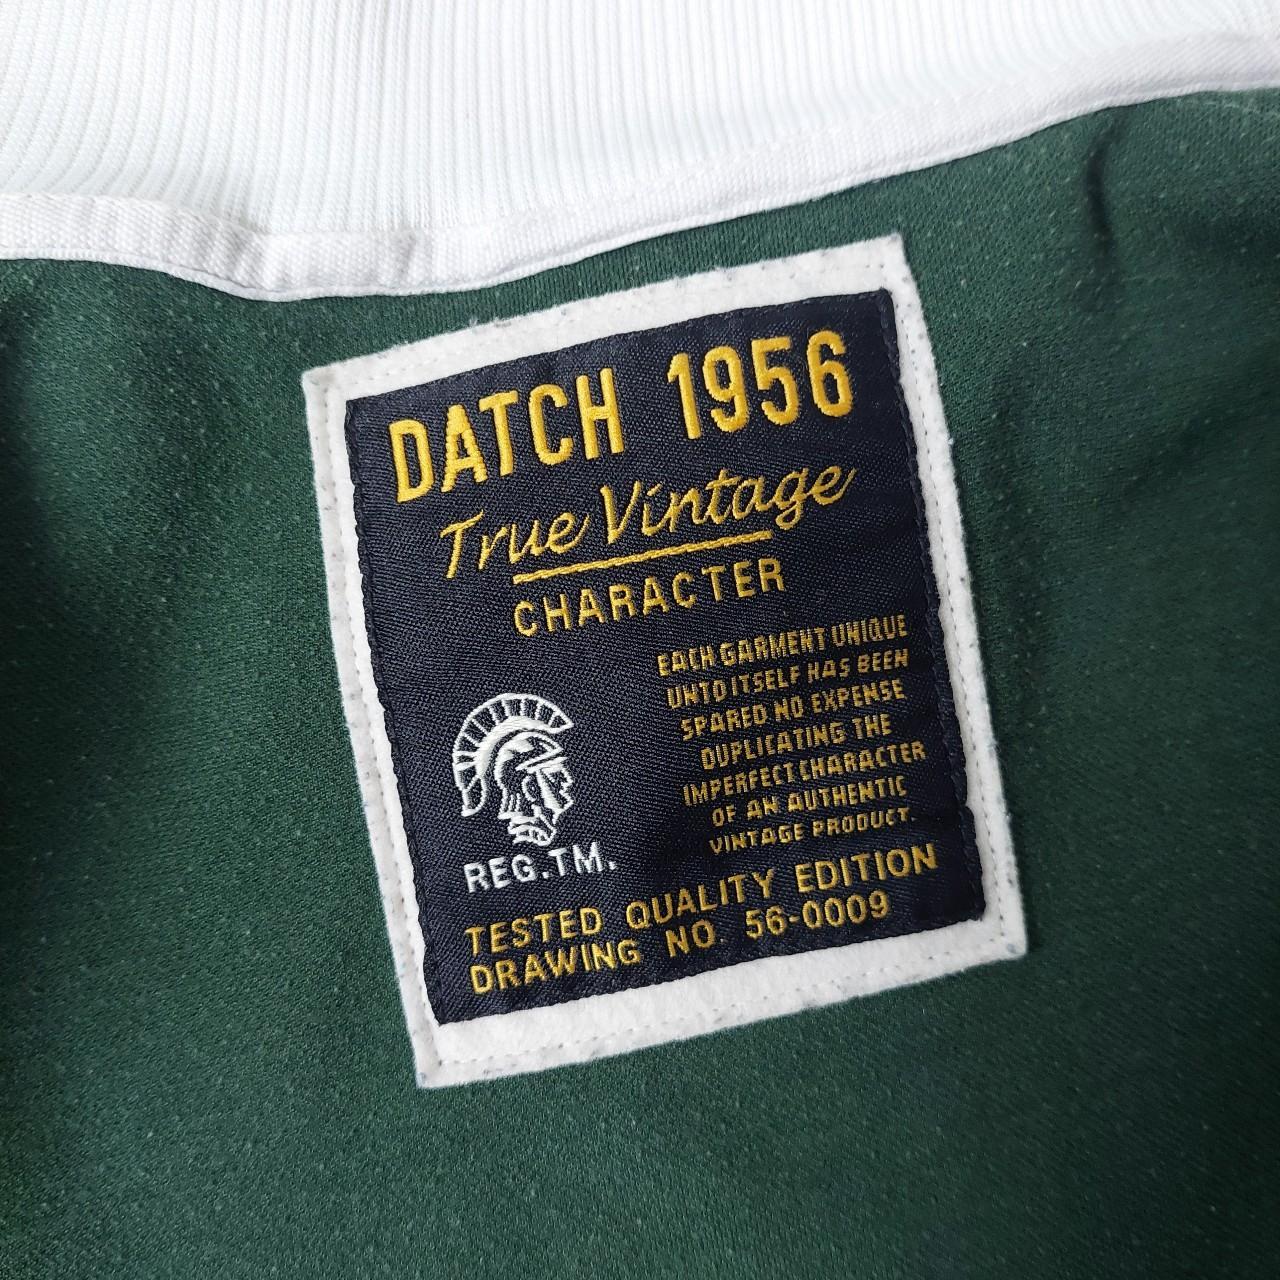 DATCH 1956
True Vintage
CHARACTER
EACH GARMENT UNIQUE
UNTO ITSELF HAS BEEN
SPARED NO EXPENSE
DUPLICATING THE
IMPERFECT CHARACTER
OF AN AUTHENTIC
VINTAGE PRODUCT.
REG.TM.
TESTED QUALITY EDITION
DRAWING NO. 56-0009